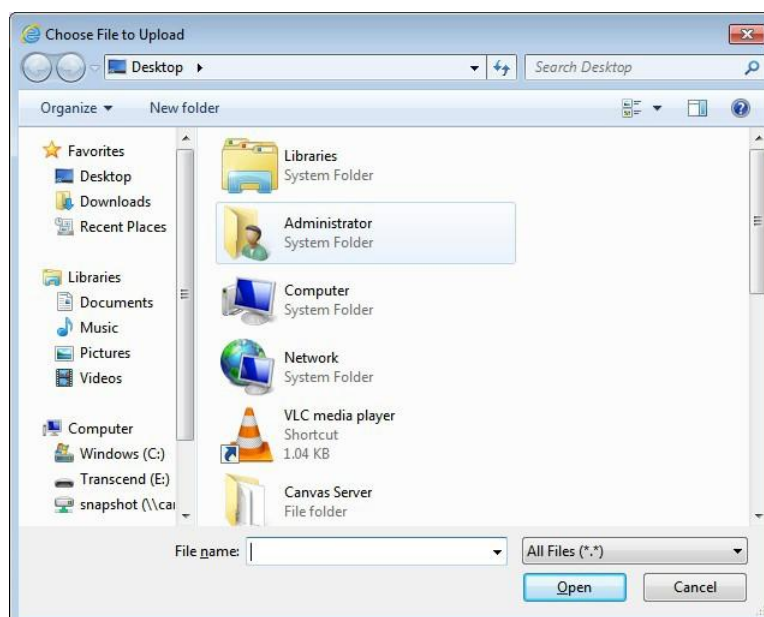 Choose File to Upload
Desktop
Search Desktop
Organize
New folder
Favorites
Desktop
Downloads
Recent Places
Libraries
Documents
Music
Pictures
Videos
Computer
Windows (C:)
Transcend (E:)
snapshot (\\car
Libraries
System Folder
Administrator
System Folder
Computer
System Folder
Network
System Folder
VLC media player
Shortcut
1.04 KB
Canvas Server
File folder
File name:
All Files (*.*)
Open
Cancel